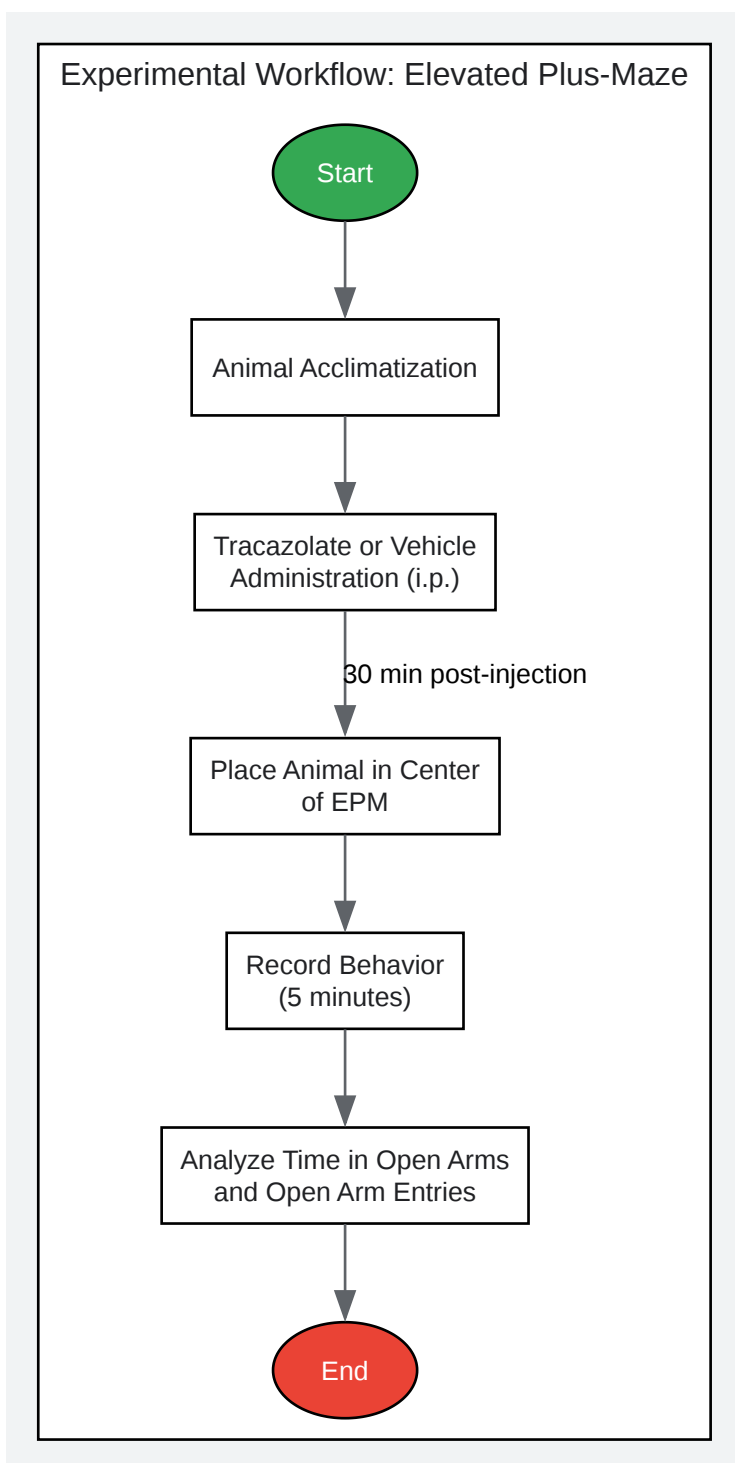 Experimental Workflow: Elevated Plus-Maze
Start
Animal Acclimatization
Tracazolate or Vehicle
Administration (i.p.)
30 min post-injection
Place Animal in Center
of EPM
Record Behavior
(5 minutes)
Analyze Time in Open Arms
and Open Arm Entries
End